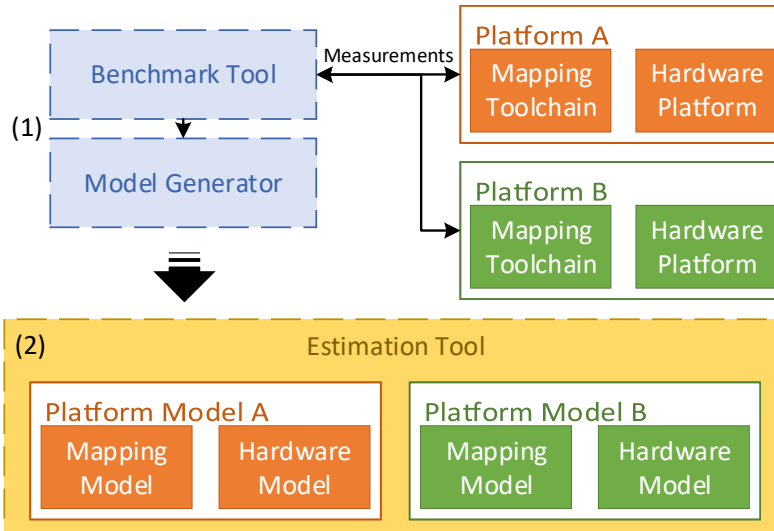 Benchmark Tool
Measurements
(1)
Model Generator
Platform A
Mapping
Toolchain
Hardware
Platform
Platform B
Mapping
Toolchain
Hardware
Platform
(2)
Estimation Tool
Platform Model A
Mapping
Model
Hardware
Model
Platform Model B
Mapping
Model
Hardware
Model